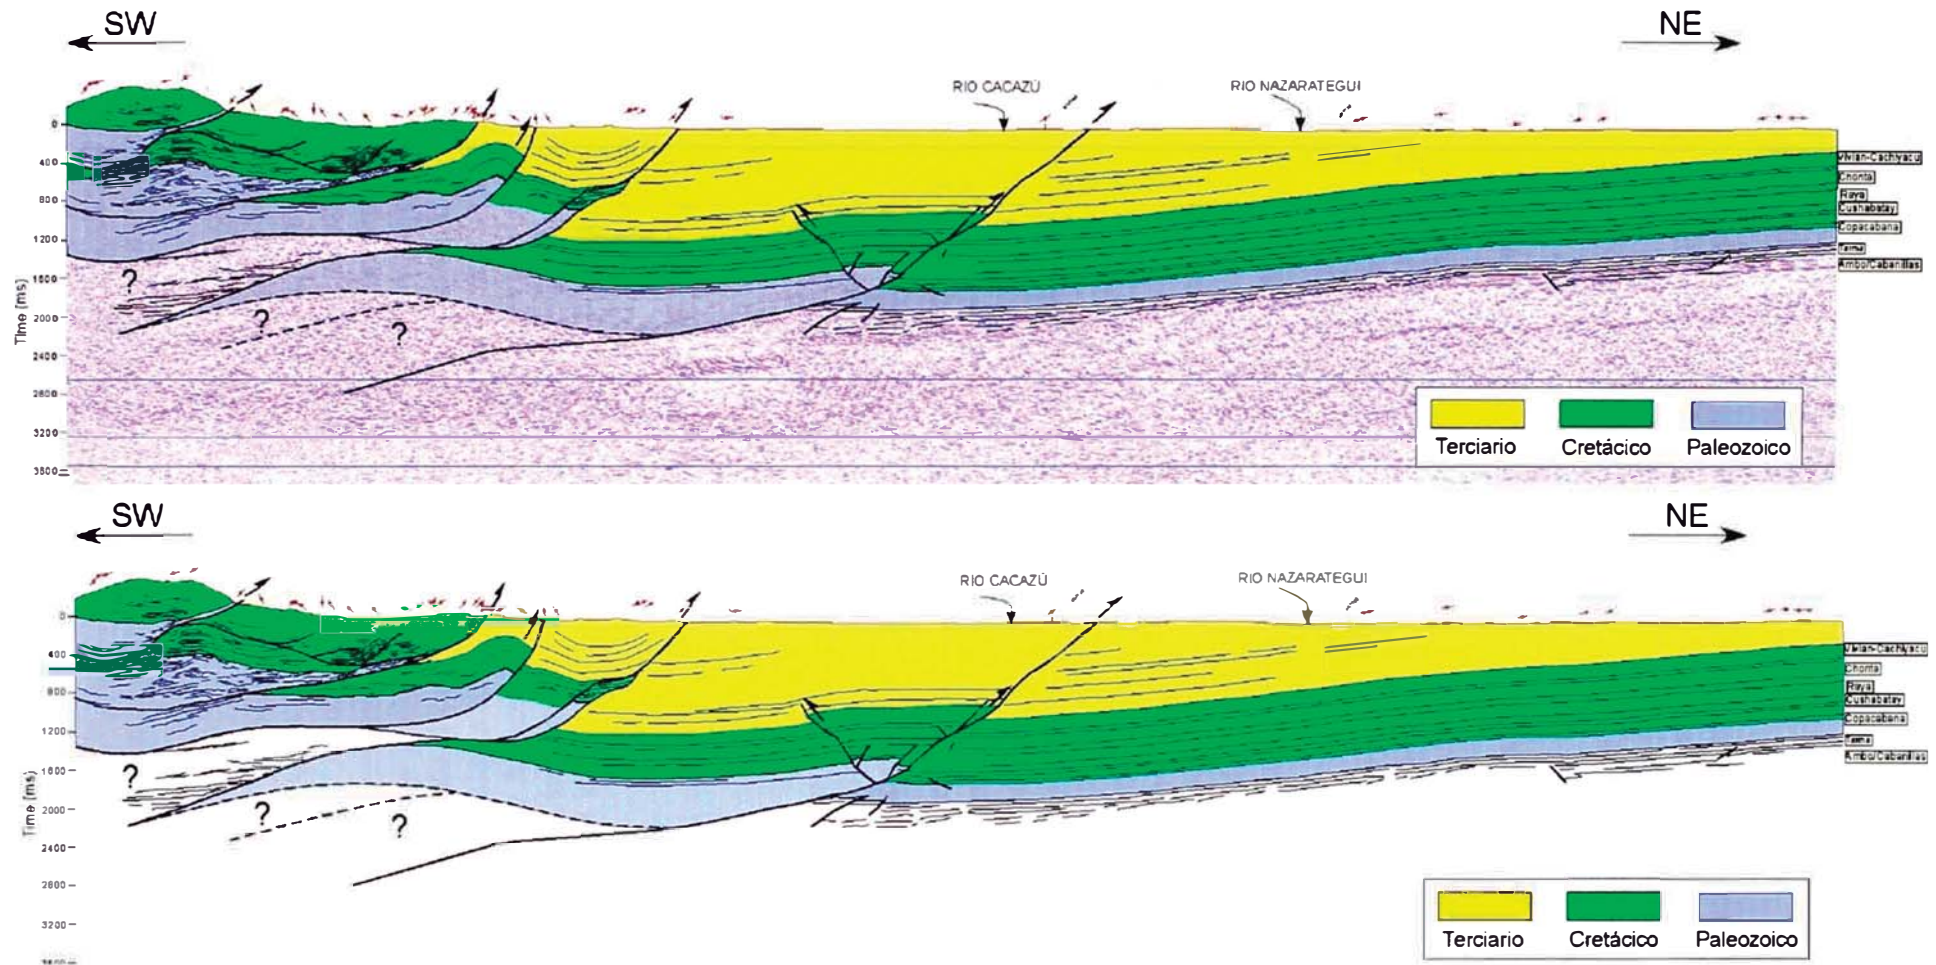 SW
NE
RIO CACAZÚ
RIO NAZARATEGUI
0
400
800
1200
1600
2000
2400
2800
3200
Time (ms)
Vivian-Cachiyacu
Chonta
Raya
Cushabatay
Copacabana
Tarma
Ambo/Cabanillas
?
?
?
Terciario
Cretácico
Paleozoico
SW
NE
RIO CACAZÚ
RIO NAZARATEGUI
0
400
800
1200
1600
2000
2400
2800
3200
Time (ms)
Vivian-Cachiyacu
Chonta
Raya
Cushabatay
Copacabana
Tarma
Ambo/Cabanillas
?
?
?
Terciario
Cretácico
Paleozoico